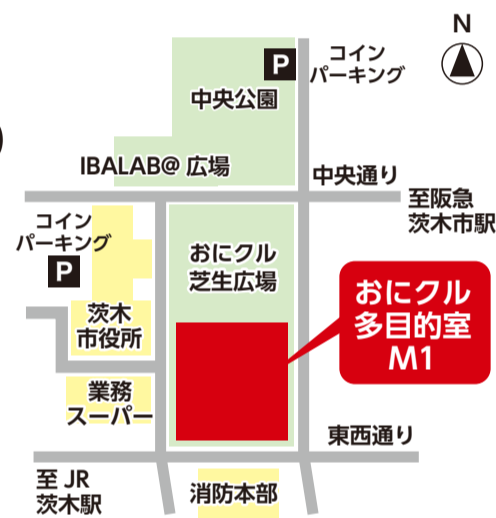 N
P
コイン
パーキング
中央公園
IBALAB@ 広場
中央通り
至阪急
茨木市駅
コイン
パーキング
P
おにクル
芝生広場
おにクル
多目的室
M1
茨木
市役所
業務
スーパー
東西通り
至 JR
茨木駅
消防本部